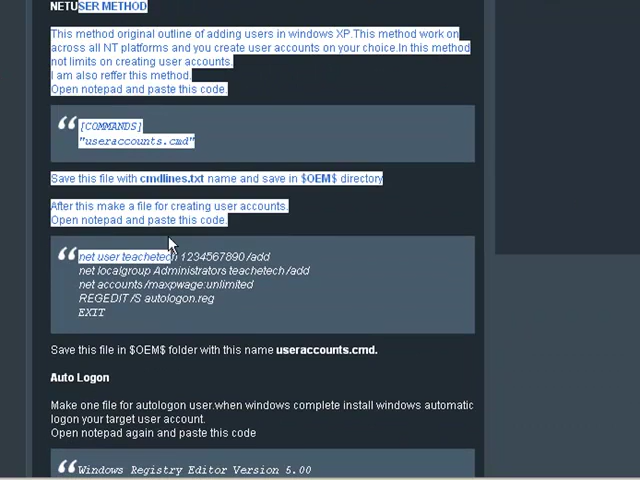 NETUSER METHOD
This method original outline of adding users in windows XP.This method work on
across all NT platforms and you create user accounts on your choice.In this method
not limits on creating user accounts.
I am also reffer this method.
Open notepad and paste this code.
[COMMANDS]
"useraccounts.cmd"
Save this file with cmdlines.txt name and save in $OEM$ directory
After this make a file for creating user accounts.
Open notepad and paste this code.
net user teachetech 1234567890 /add
net localgroup Administrators teachetech /add
net accounts /maxpwage:unlimited
REGEDIT /S autologon.reg
EXIT
Save this file in $OEM$ folder with this name useraccounts.cmd.
Auto Logon
Make one file for autologon user.when windows complete install windows automatic
logon your target user account.
Open notepad again and paste this code
Windows Registry Editor Version 5.00